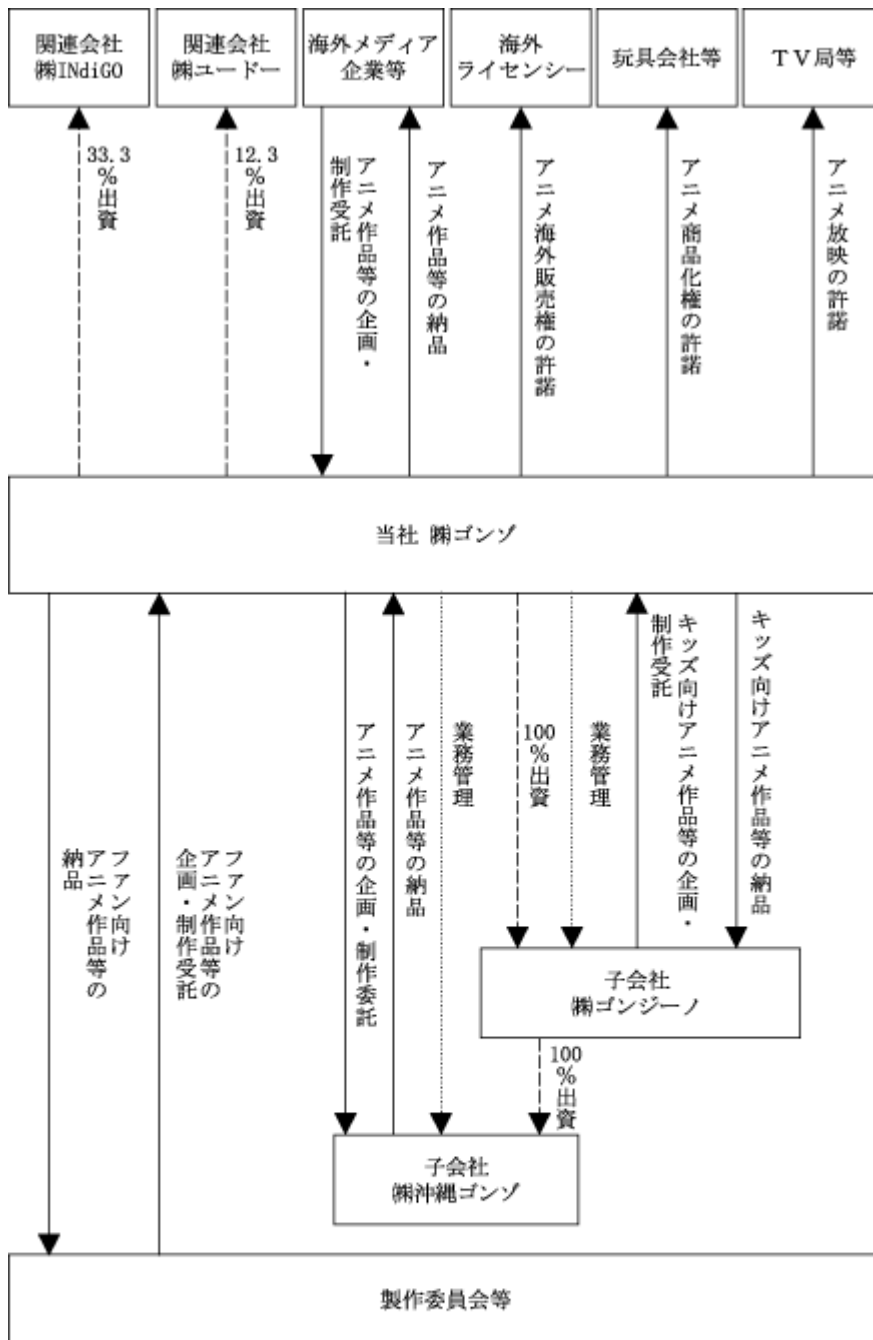 関連会社
㈱INdiGO
関連会社
㈱ユードー
海外メディア
企業等
海外
ライセンシー
玩具会社等
ＴＶ局等
33.3
％出資
12.3
％出資
アニメ作品等の企画・
制作受託
アニメ作品等の納品
アニメ海外販売権の許諾
アニメ商品化権の許諾
アニメ放映の許諾
当社 ㈱ゴンゾ
ファン向け
アニメ作品等の
納品
ファン向け
アニメ作品等の
企画・制作受託
アニメ作品等の企画・制作委託
アニメ作品等の納品
業務管理
100
％出資
業務管理
キッズ向けアニメ作品等の企画・
制作受託
キッズ向けアニメ作品等の納品
子会社
㈱ゴンジーノ
100
％出資
子会社
㈱沖縄ゴンゾ
製作委員会等